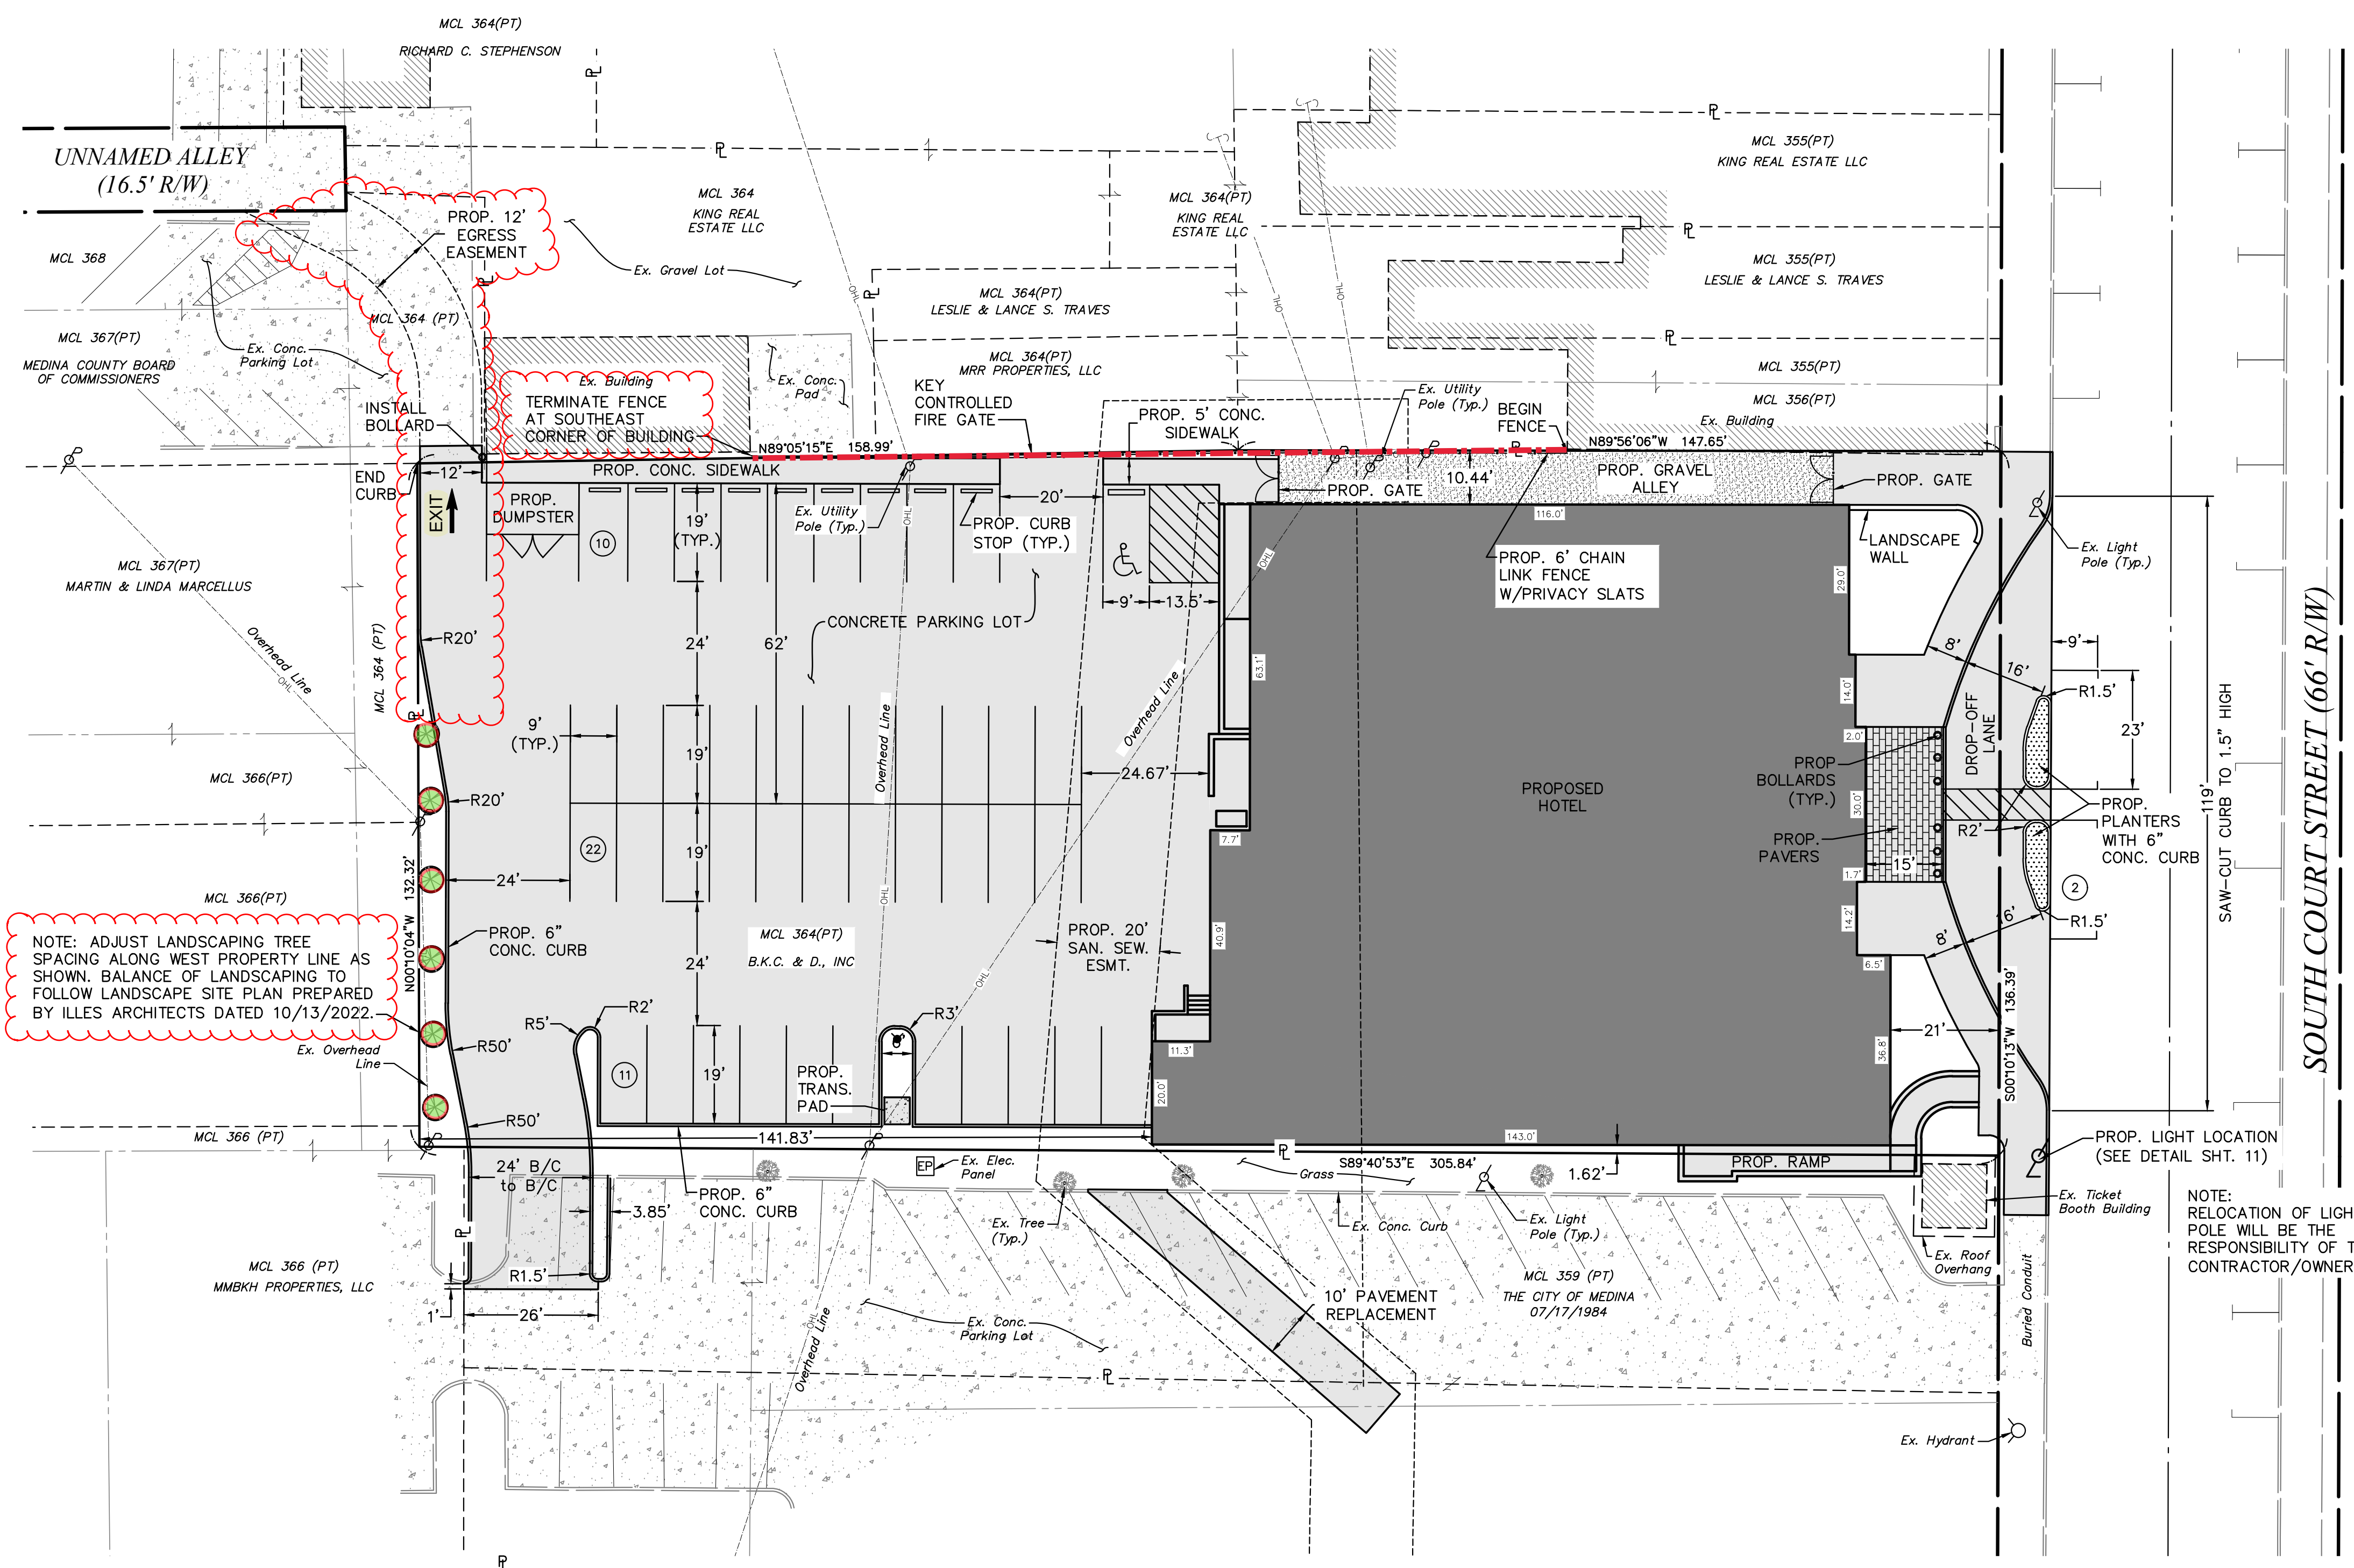 MCL 364(PT)
RICHARD C. STEPHENSON
UNNAMED ALLEY
(16.5' R/W)
PROP. 12'
EGRESS
EASEMENT
MCL 368
MCL 364
KING REAL
ESTATE LLC
Ex. Gravel Lot
MCL 364(PT)
KING REAL
ESTATE LLC
MCL 355(PT)
KING REAL ESTATE LLC
MCL 355(PT)
LESLIE & LANCE S. TRAVES
MCL 364(PT)
LESLIE & LANCE S. TRAVES
MCL 364 (PT)
MCL 367(PT)
MEDINA COUNTY BOARD
OF COMMISSIONERS
Ex. Conc.
Parking Lot
MCL 364(PT)
MRR PROPERTIES, LLC
MCL 355(PT)
MCL 356(PT)
Ex. Building
Ex. Building
TERMINATE FENCE
AT SOUTHEAST
CORNER OF BUILDING
Ex. Conc.
Pad
KEY
CONTROLLED
FIRE GATE
PROP. 5' CONC.
SIDEWALK
Ex. Utility
Pole (Typ.)
BEGIN
FENCE
INSTALL
BOLLARD
N89°05'15"E 158.99'
N89°56'06"W 147.65'
END
CURB
12'
PROP. CONC. SIDEWALK
EXIT
PROP.
DUMPSTER
10
19'
(TYP.)
Ex. Utility
Pole (Typ.)
PROP. CURB
STOP (TYP.)
20'
PROP. GATE
10.44'
PROP. GRAVEL
ALLEY
PROP. GATE
116.0'
LANDSCAPE
WALL
Ex. Light
Pole (Typ.)
PROP. 6' CHAIN
LINK FENCE
W/PRIVACY SLATS
29.0'
MCL 367(PT)
MARTIN & LINDA MARCELLUS
Overhead Line
OHL
MCL 364 (PT)
R20'
24'
62'
CONCRETE PARKING LOT
9'
13.5'
63.1'
OHL
OHL
OHL
OHL
OHL
Overhead Line
Overhead Line
8'
16'
9'
R1.5'
23'
14.0'
2.0'
DROP-OFF
LANE
9'
(TYP.)
19'
24.67'
MCL 366(PT)
R20'
PROPOSED
HOTEL
PROP
BOLLARDS
(TYP.)
30.0'
PROP.
PAVERS
15'
1.7'
R2'
PROP.
PLANTERS
WITH 6"
CONC. CURB
119'
SAW-CUT CURB TO 1.5" HIGH
SOUTH COURT STREET (66' R/W)
7.7'
22
19'
24'
N00°10'04"W 132.32'
MCL 366(PT)
NOTE: ADJUST LANDSCAPING TREE
SPACING ALONG WEST PROPERTY LINE AS
SHOWN. BALANCE OF LANDSCAPING TO
FOLLOW LANDSCAPE SITE PLAN PREPARED
BY ILLES ARCHITECTS DATED 10/13/2022.
PROP. 6"
CONC. CURB
24'
MCL 364(PT)
B.K.C. & D., INC
PROP. 20'
SAN. SEW.
ESMT.
40.9'
OHL
OHL
2
16'
8'
R1.5'
14.2'
6.5'
S00°10'13"W 136.39'
21'
36.8'
Ex. Overhead
Line
R50'
R5'
R2'
R3'
11
19'
PROP.
TRANS.
PAD
11.3'
20.0'
R50'
MCL 366 (PT)
141.83'
143.0'
24' B/C
to B/C
EP
Ex. Elec.
Panel
Grass
S89°40'53"E 305.84'
1.62'
PROP. RAMP
PROP. LIGHT LOCATION
(SEE DETAIL SHT. 11)
3.85'
PROP. 6"
CONC. CURB
Ex. Tree
(Typ.)
Ex. Conc. Curb
Ex. Light
Pole (Typ.)
Ex. Ticket
Booth Building
NOTE:
RELOCATION OF LIGH
POLE WILL BE THE
RESPONSIBILITY OF T
CONTRACTOR/OWNER
Ex. Roof
Overhang
MCL 366 (PT)
MMBKH PROPERTIES, LLC
R1.5'
1'
26'
OHL
Overhead Line
Ex. Conc.
Parking Lot
10' PAVEMENT
REPLACEMENT
MCL 359 (PT)
THE CITY OF MEDINA
07/17/1984
Buried Conduit
Ex. Hydrant